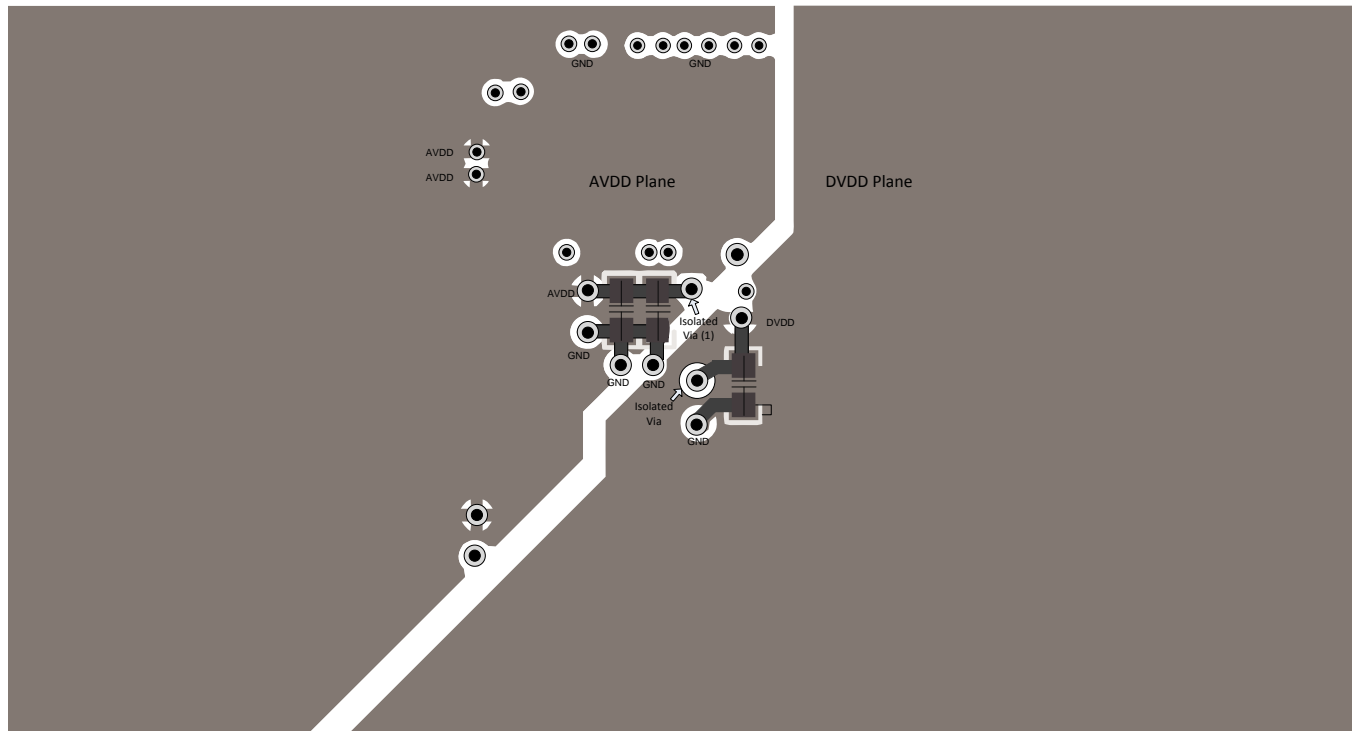 GND
GND
AVDD
AVDD
AVDD Plane
DVDD Plane
AVDD
Isolated
Via (1)
DVDD
GND
GND
GND
Isolated
Via
GND